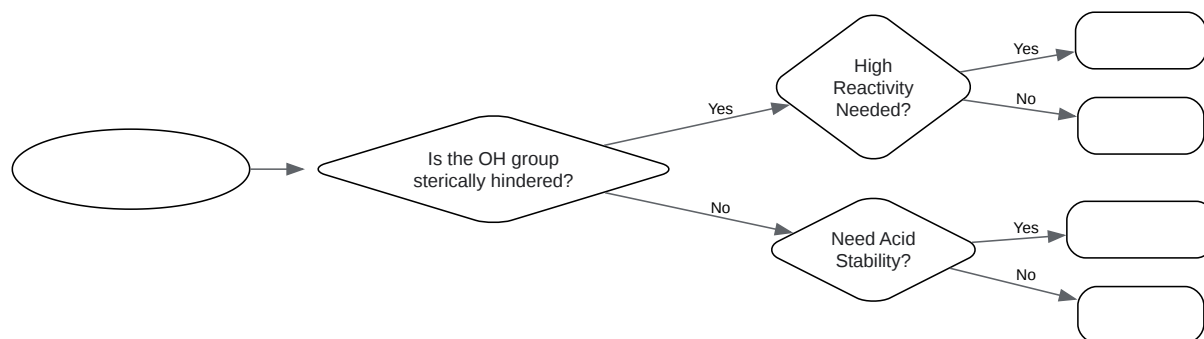 Is the OH group
sterically hindered?
Yes
No
High
Reactivity
Needed?
Yes
No
Need Acid
Stability?
Yes
No